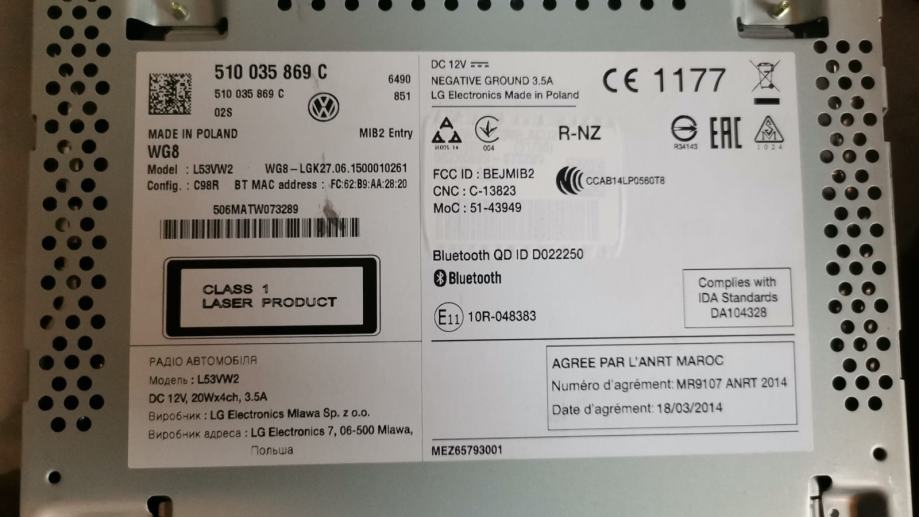 510 035 869 C
510 035 869 C
02S
6490
851
MADE IN POLAND
MIB2 Entry
WG8
Model : L53VW2 WG8-LGK27.06.1500010261
Config. : C98R BT MAC address : FC:62:B9:AA:28:20
506MATW073289
CLASS 1
LASER PRODUCT
РАДІО АВТОМОБІЛЯ
Модель : L53VW2
DC 12V, 20Wx4ch, 3.5A
Виробник : LG Electronics Mlawa Sp. z o.o.
Виробник адреса : LG Electronics 7, 06-500 Mlawa,
Польша
DC 12V
NEGATIVE GROUND 3.5A
LG Electronics Made in Poland
CE 1177
004
R-NZ
R34143
EAC
1024
FCC ID : BEJMIB2
CNC : C-13823
MoC : 51-43949
CCAB14LP0560T8
Bluetooth QD ID D022250
Bluetooth
E11 10R-048383
Complies with
IDA Standards
DA104328
AGREE PAR L'ANRT MAROC
Numéro d'agrément: MR9107 ANRT 2014
Date d'agrément: 18/03/2014
MEZ65793001